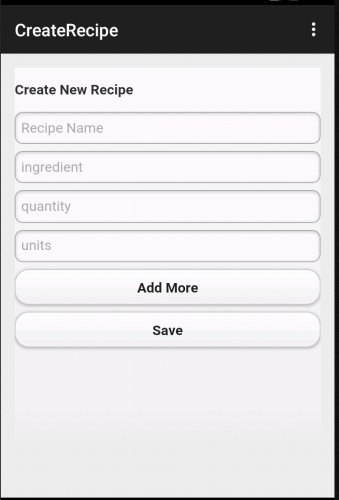 CreateRecipe
Create New Recipe
Recipe Name
ingredient
quantity
units
Add More
Save